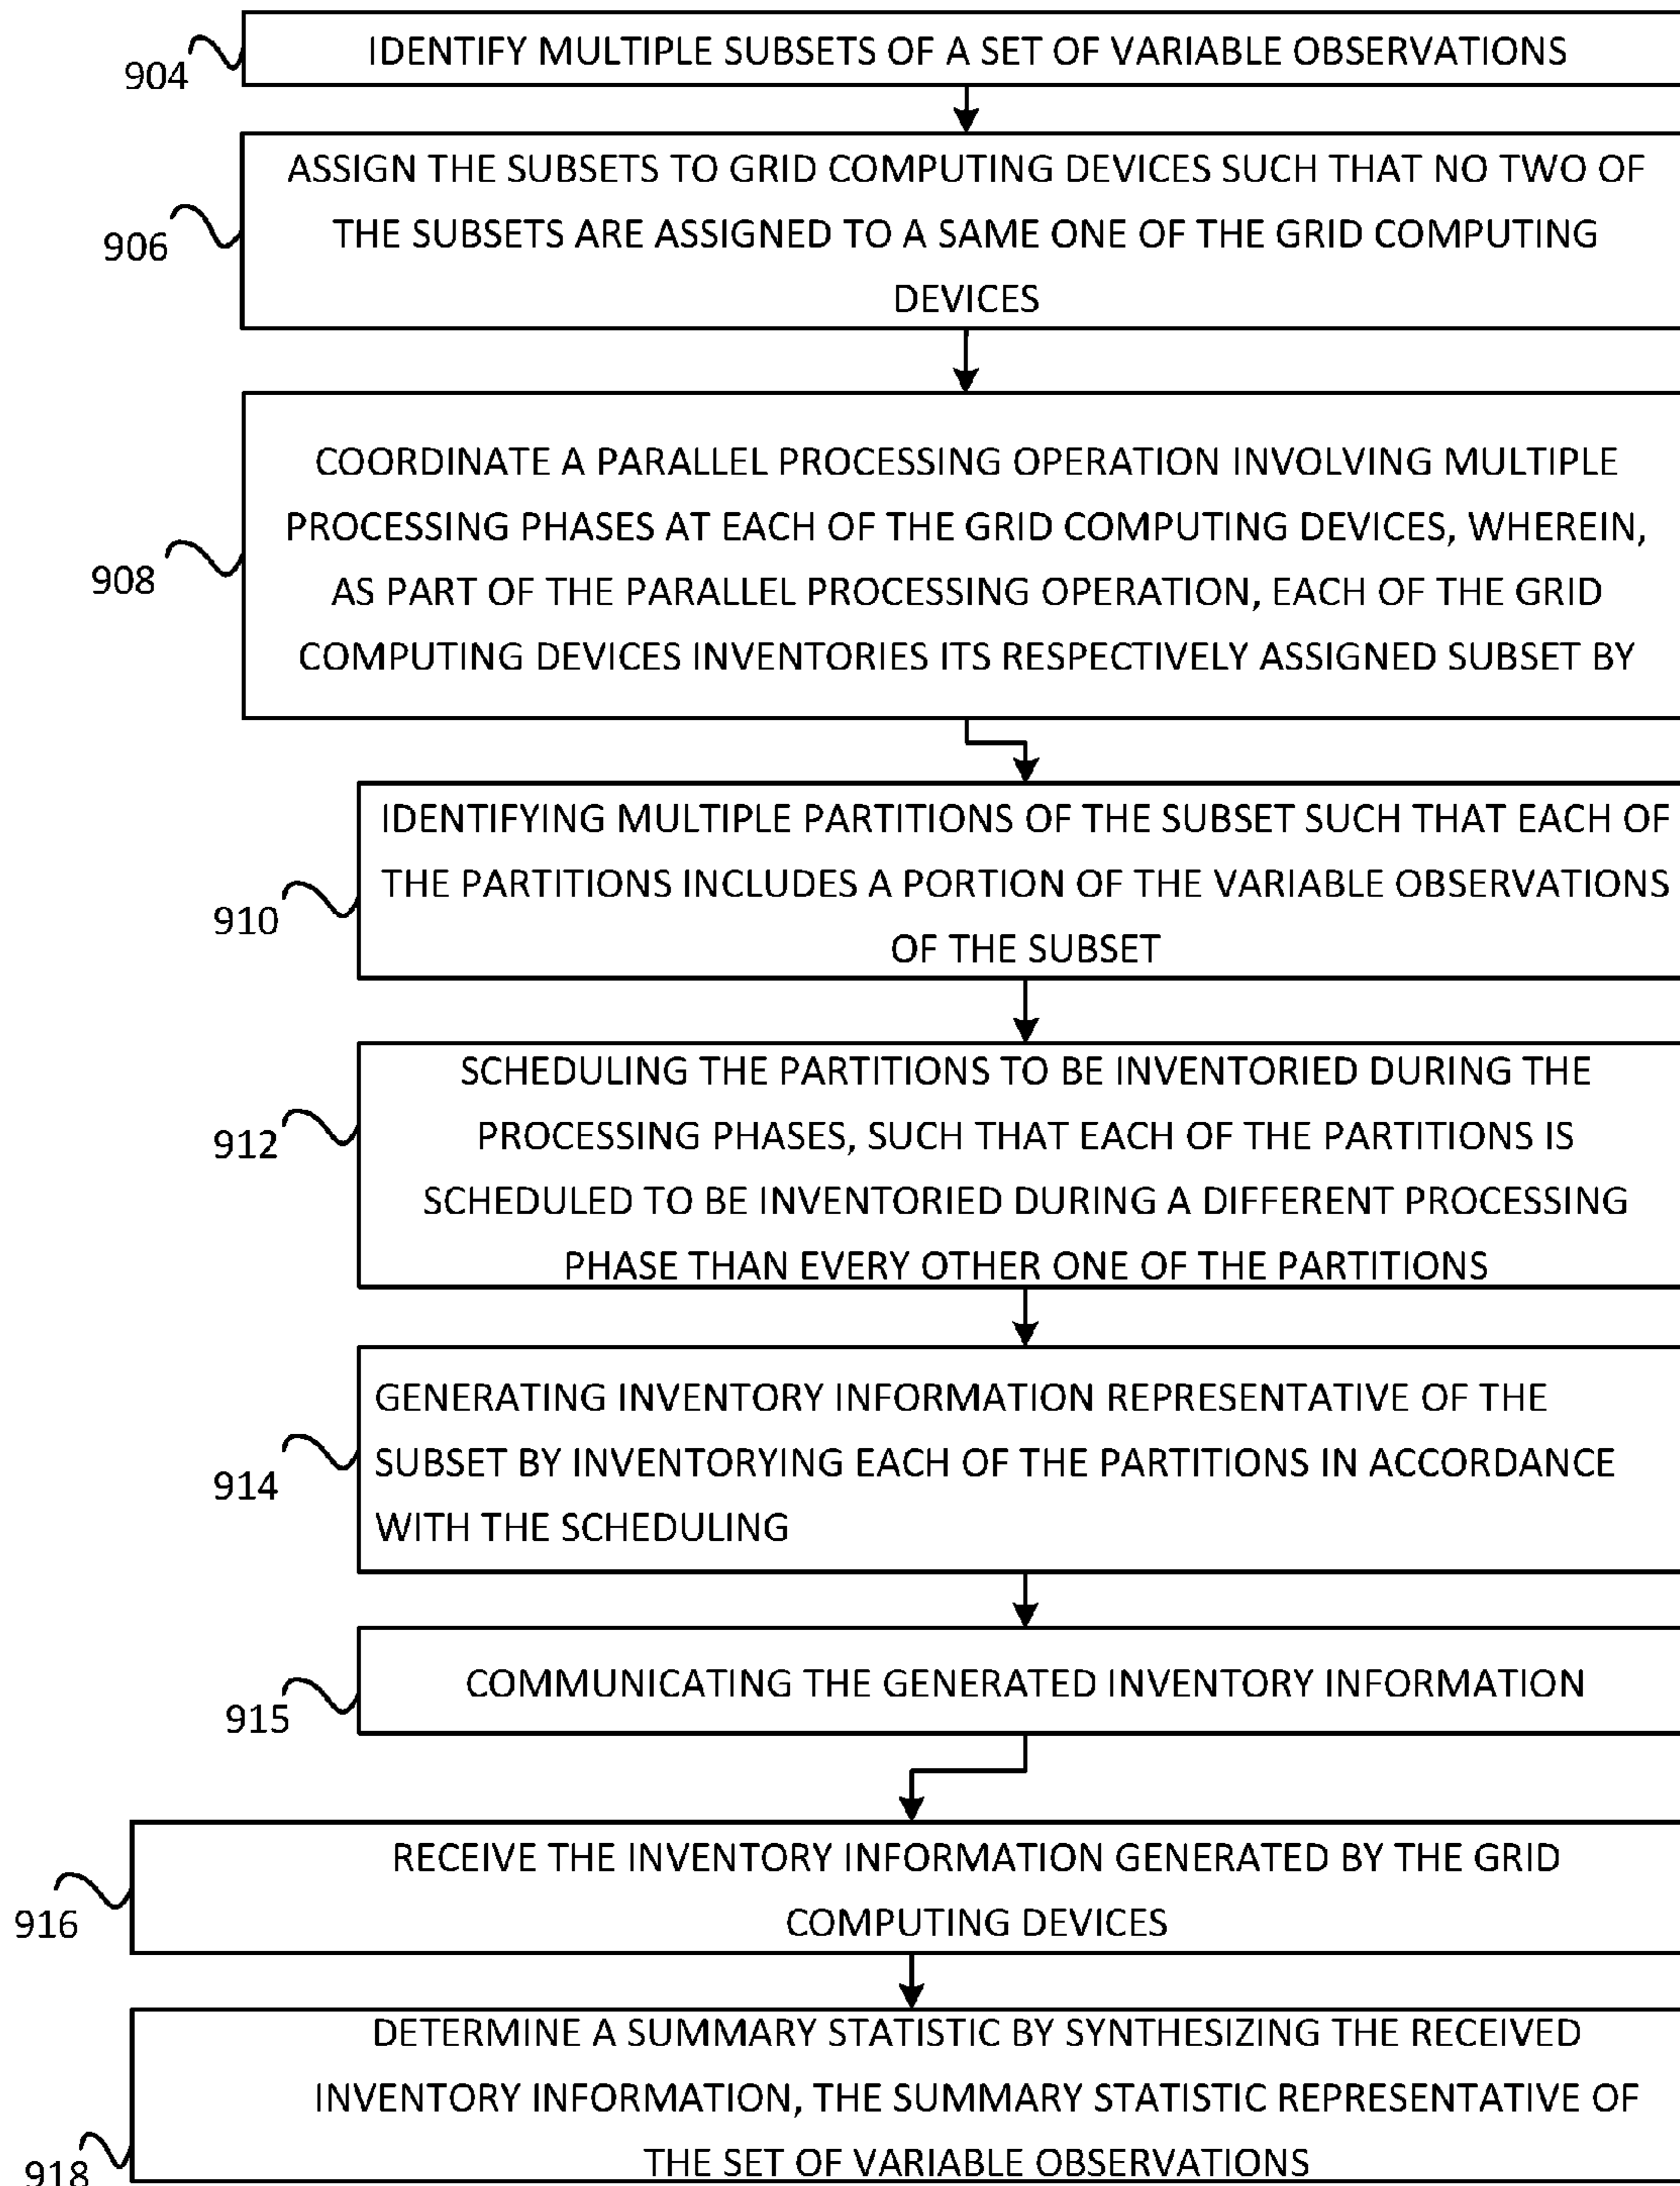 IDENTIFY MULTIPLE SUBSETS OF A SET OF VARIABLE OBSERVATIONS
904
ASSIGN THE SUBSETS TO GRID COMPUTING DEVICES SUCH THAT NO TWO OF
THE SUBSETS ARE ASSIGNED TO A SAME ONE OF THE GRID COMPUTING
DEVICES
906
COORDINATE A PARALLEL PROCESSING OPERATION INVOLVING MULTIPLE
PROCESSING PHASES AT EACH OF THE GRID COMPUTING DEVICES, WHEREIN,
AS PART OF THE PARALLEL PROCESSING OPERATION, EACH OF THE GRID
COMPUTING DEVICES INVENTORIES ITS RESPECTIVELY ASSIGNED SUBSET BY
908
IDENTIFYING MULTIPLE PARTITIONS OF THE SUBSET SUCH THAT EACH OF
THE PARTITIONS INCLUDES A PORTION OF THE VARIABLE OBSERVATIONS
OF THE SUBSET
910
SCHEDULING THE PARTITIONS TO BE INVENTORIED DURING THE
PROCESSING PHASES, SUCH THAT EACH OF THE PARTITIONS IS
SCHEDULED TO BE INVENTORIED DURING A DIFFERENT PROCESSING
PHASE THAN EVERY OTHER ONE OF THE PARTITIONS
912
GENERATING INVENTORY INFORMATION REPRESENTATIVE OF THE
SUBSET BY INVENTORYING EACH OF THE PARTITIONS IN ACCORDANCE
WITH THE SCHEDULING
914
COMMUNICATING THE GENERATED INVENTORY INFORMATION
915
RECEIVE THE INVENTORY INFORMATION GENERATED BY THE GRID
COMPUTING DEVICES
916
DETERMINE A SUMMARY STATISTIC BY SYNTHESIZING THE RECEIVED
INVENTORY INFORMATION, THE SUMMARY STATISTIC REPRESENTATIVE OF
THE SET OF VARIABLE OBSERVATIONS
918